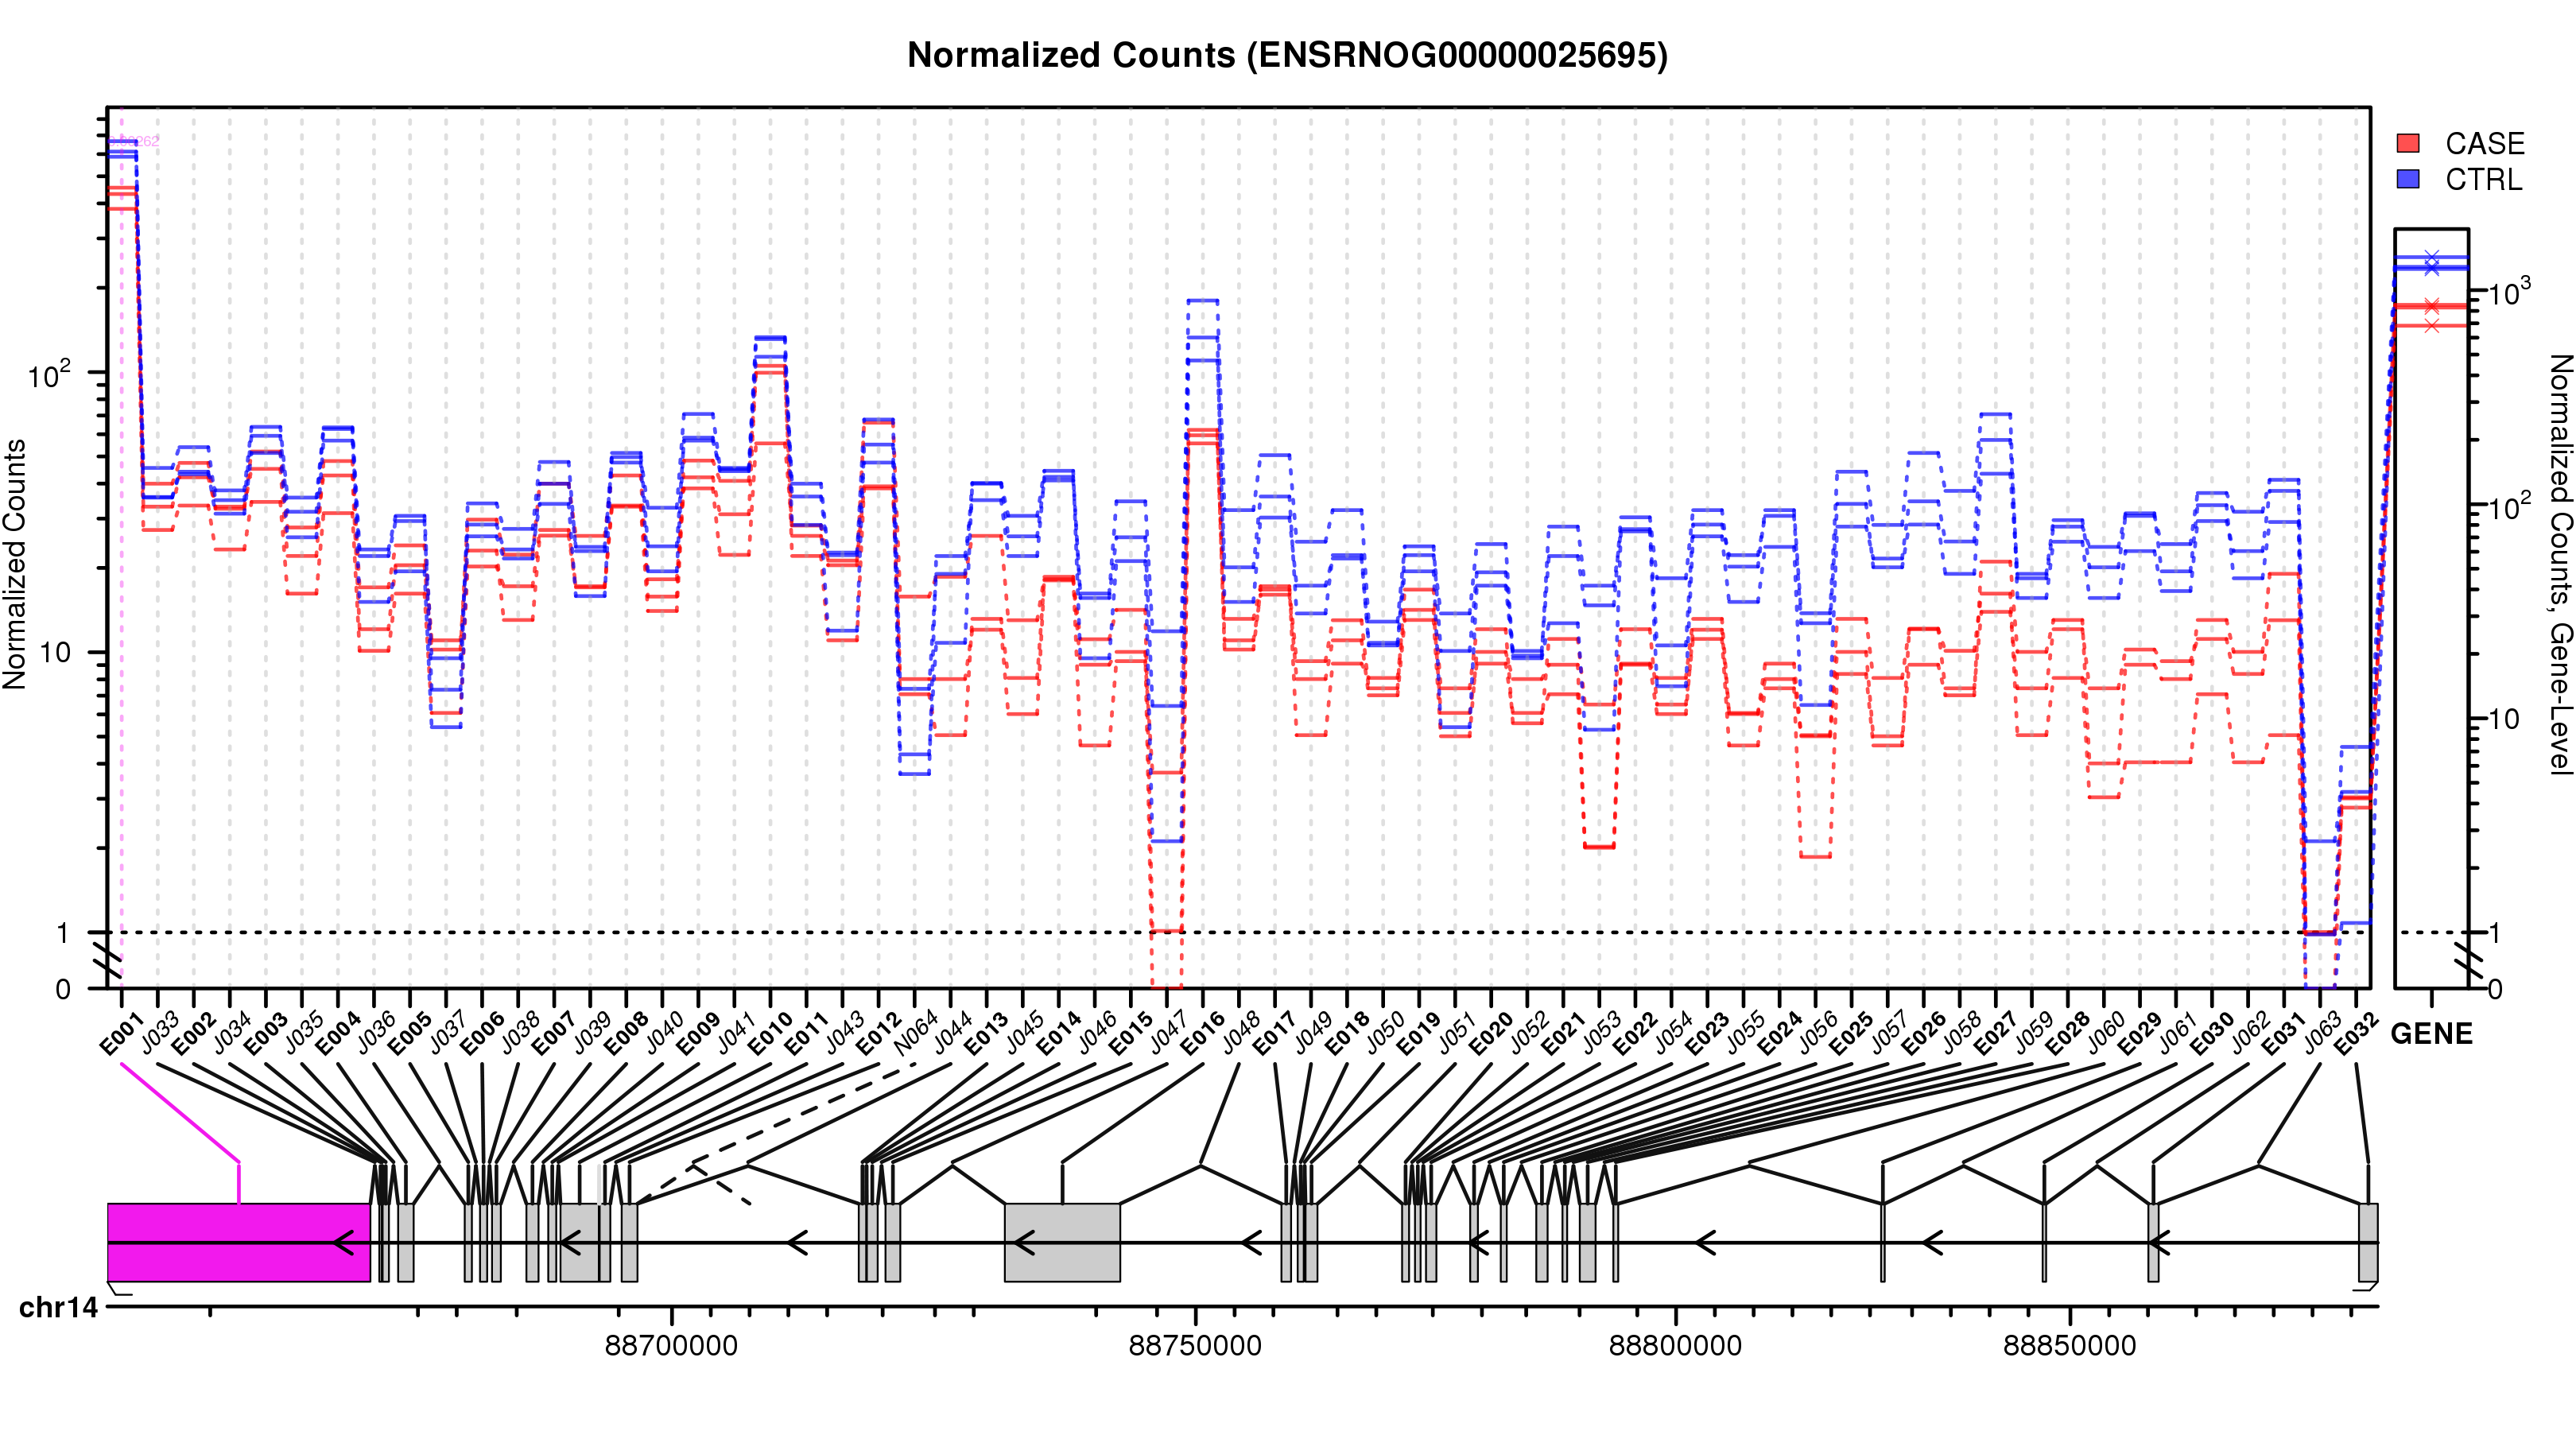 Normalized Counts (ENSRNOG00000025695)
CASE
CTRL
Normalized Counts
10²
10
1
0
Normalized Counts, Gene-Level
10³
10²
10
1
0
E001 J033 E002 J034 E003 J035 E004 J036 E005 J037 E006 J038 E007 J039 E008 J040 E009 J041 E010 E011 J043 E012 N064 J044 E013 J045 E014 J046 E015 J047 E016 J048 E017 J049 E018 J050 E019 J051 E020 J052 E021 J053 E022 J054 E023 J055 E024 J056 E025 J057 E026 J058 E027 J059 E028 J060 E029 J061 E030 J062 E031 J063 E032 GENE
chr14
88700000 88750000 88800000 88850000